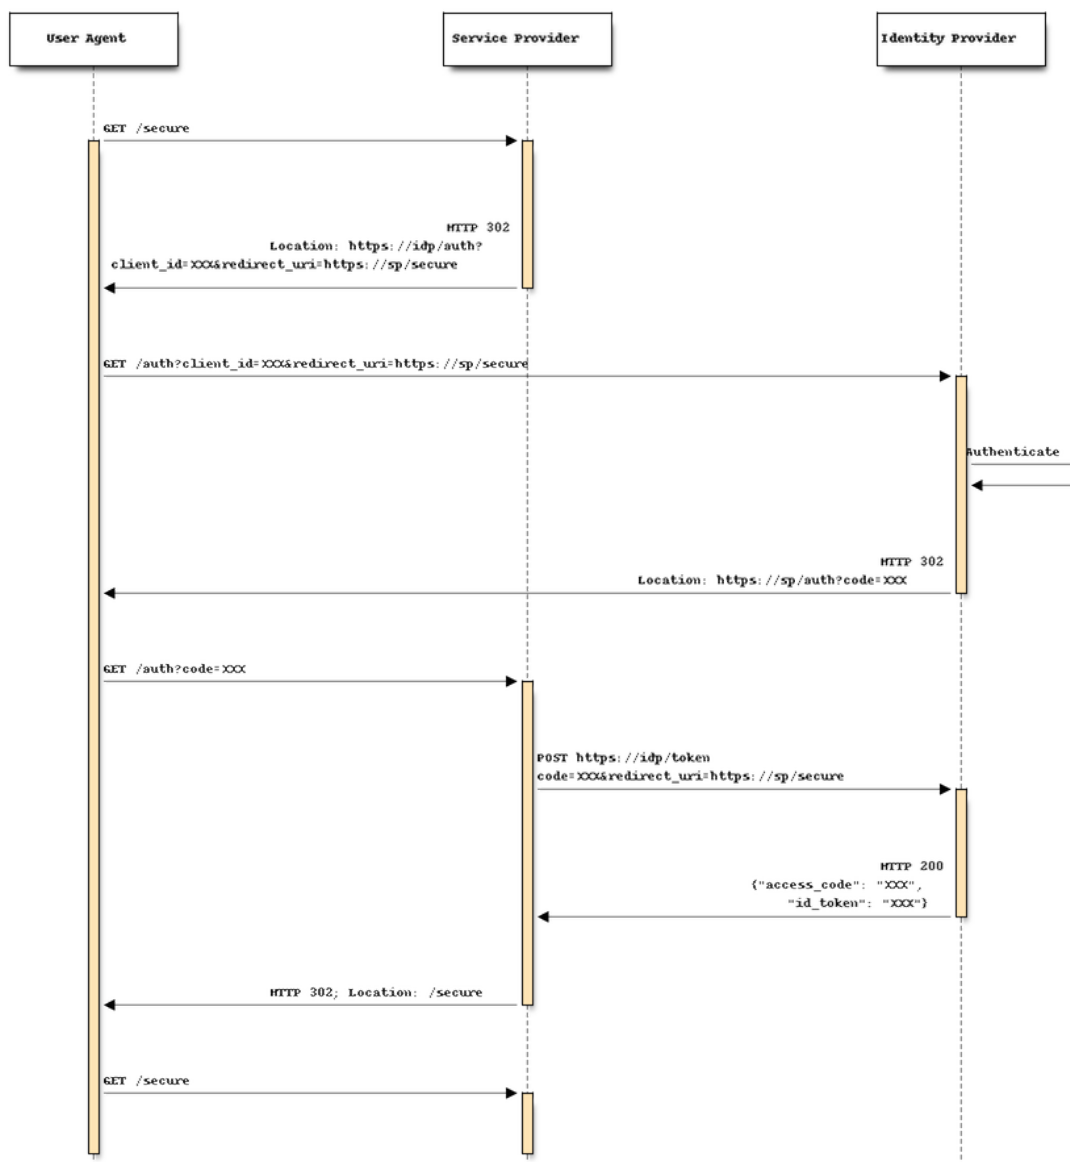 User Agent
Service Provider
Identity Provider
GET /secure
HTTP 302
Location: https://idp/auth?
client_id=XXX&redirect_uri=https://sp/secure
GET /auth?client_id=XXX&redirect_uri=https://sp/secure
Authenticate
HTTP 302
Location: https://sp/auth?code=XXX
GET /auth?code=XXX
POST https://idp/token
code=XXX&redirect_uri=https://sp/secure
HTTP 200
{"access_code": "XXX",
"id_token": "XXX"}
HTTP 302; Location: /secure
GET /secure